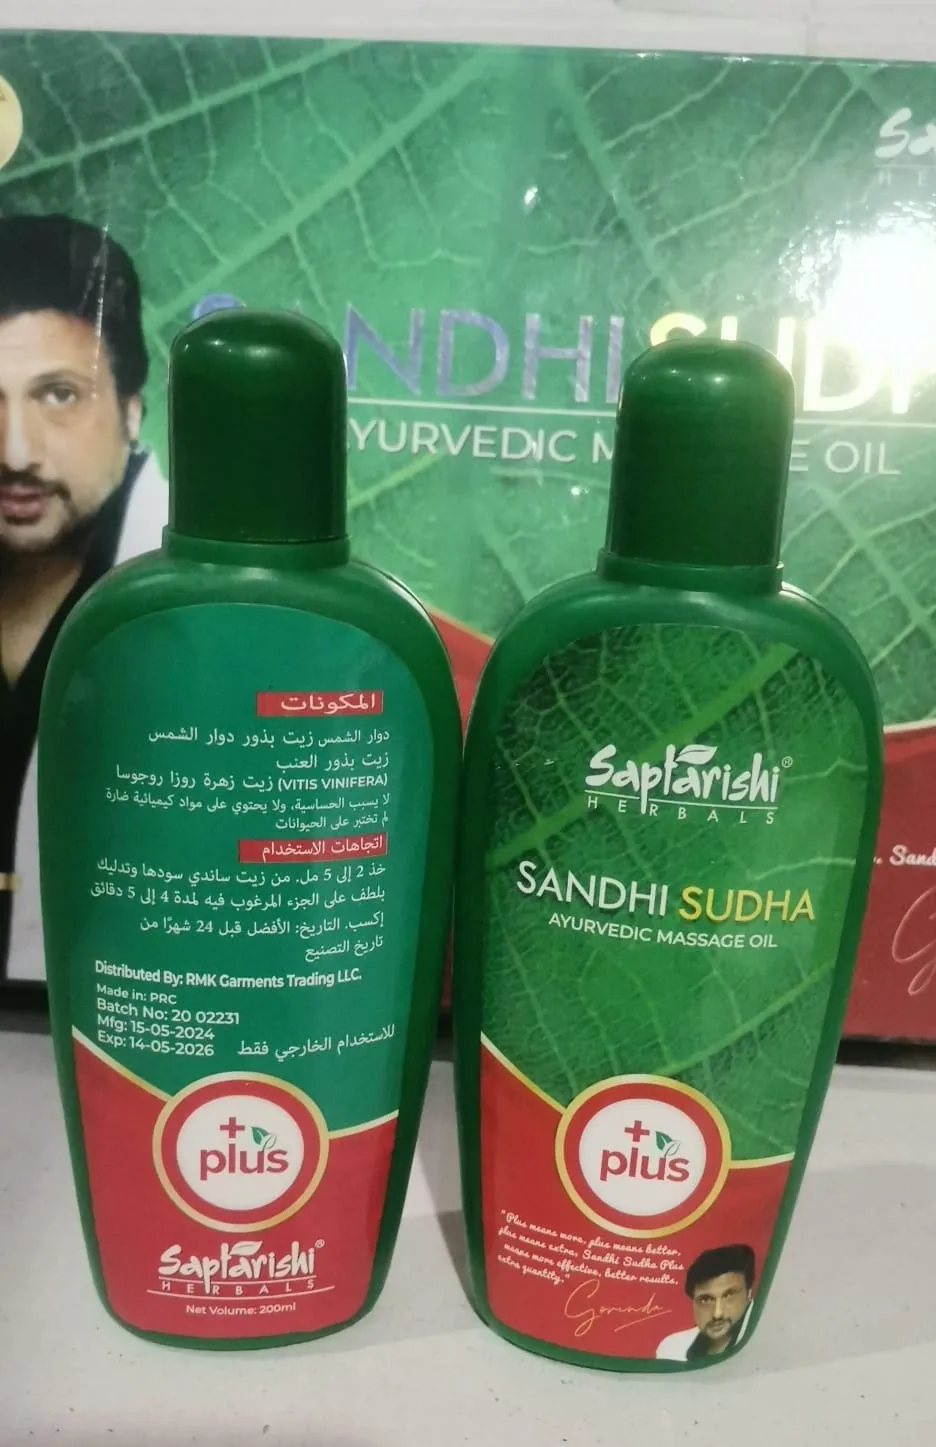 Sa
SANDHI SUD
AYURVEDIC M E OIL
المكونات
دوار الشمس زيت بذور دوار الشمس
زيت بذور العنب
(VITIS VINIFERA) زيت زهرة روزا روجوسا
لا يسبب الحساسية، ولا يحتوي على مواد كيميائية ضارة
لم تختبر على الحيوانات
اتجاهات الاستخدام
خذ 2 إلى 5 مل. من زيت ساندي سودها وتدليك
بلطف على الجزء المرغوب فيه لمدة 4 إلى 5 دقائق
إكسب. التاريخ: الأفضل قبل 24 شهرًا من
تاريخ التصنيع
Distributed By: RMK Garments Trading LLC.
Made in: PRC
Batch No: 20 02231
Mfg: 15-05-2024
Exp: 14-05-2026 للاستخدام الخارجي فقط
+
plus
Saptarishi®
HERBALS
Net Volume: 200ml
Saptarishi®
HERBALS
SANDHI SUDHA
AYURVEDIC MASSAGE OIL
+
plus
"Plus means more, plus means better,
plus means extra, Sandhi Sudha Plus
means more effective, better results,
extra quantity."
Govinda
. Sand